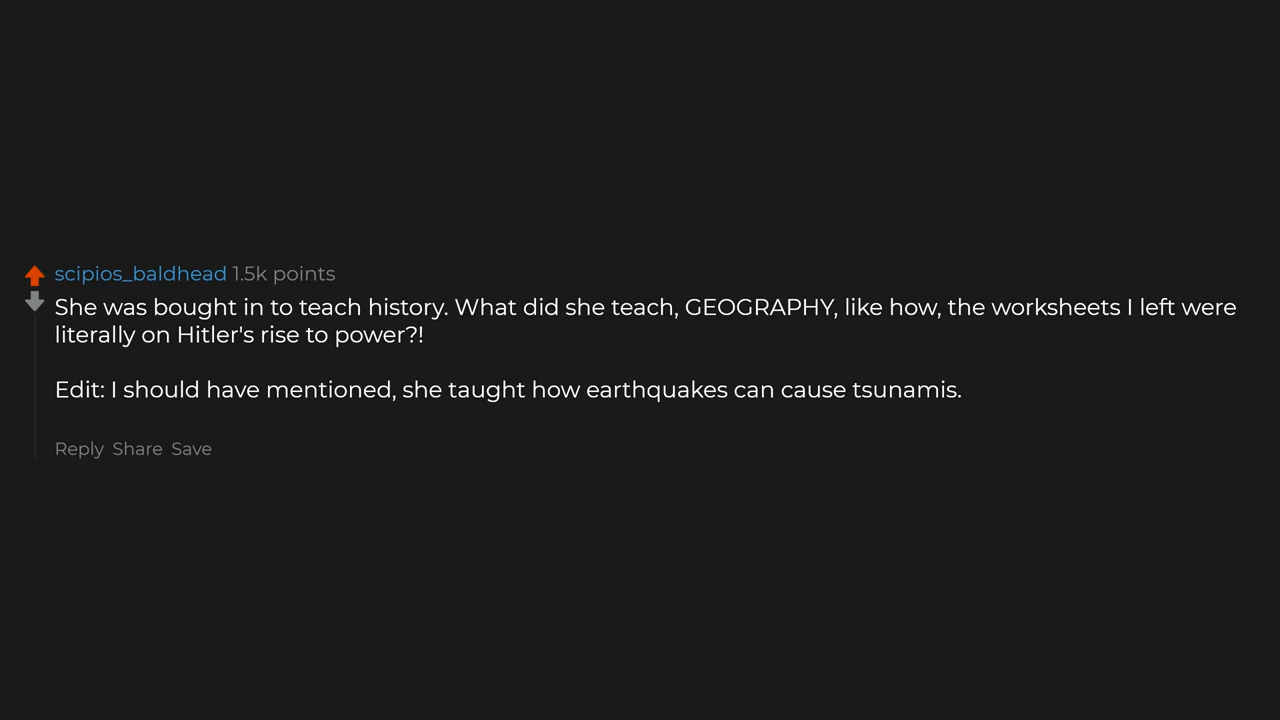 scipios_baldhead 1.5k points
She was bought in to teach history. What did she teach, GEOGRAPHY, like how, the worksheets I left were
literally on Hitler's rise to power?!
Edit: I should have mentioned, she taught how earthquakes can cause tsunamis.
Reply Share Save